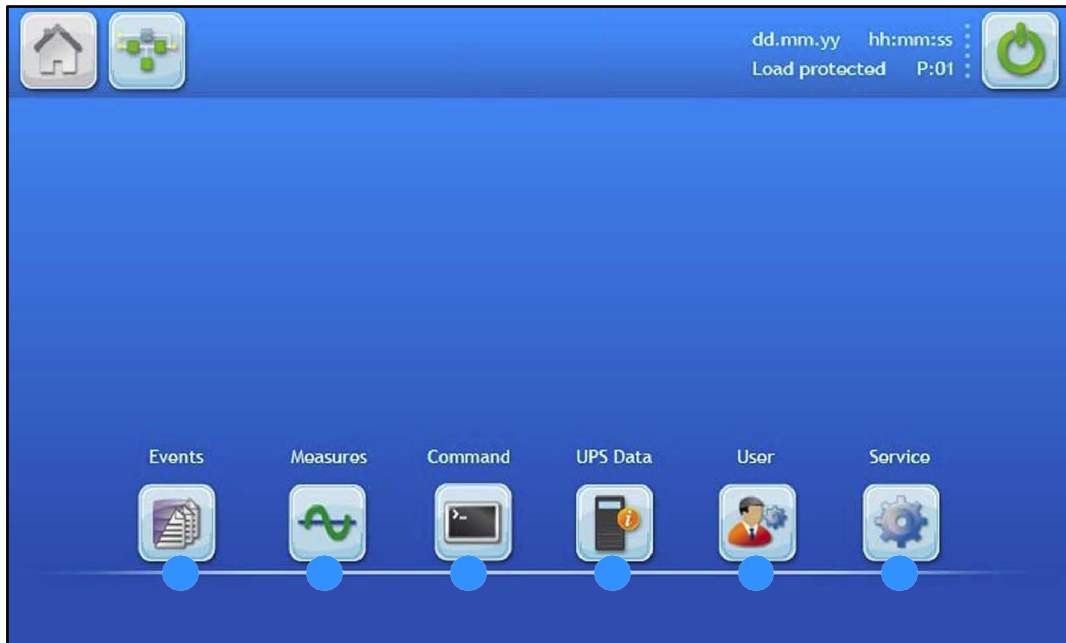 dd.mm.yy hh:mm:ss
Load protected P:01
Events Measures Command UPS Data User Service
>_
i